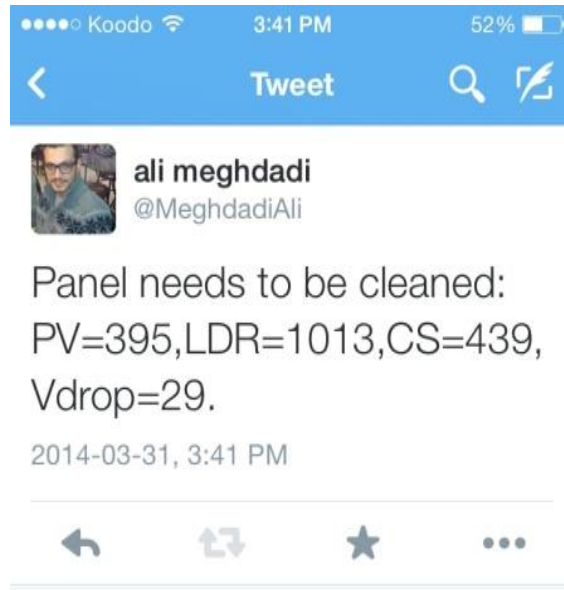 Koodo 3:41 PM 52%
Tweet
ali meghdadi
@MeghdadiAli
Panel needs to be cleaned:
PV=395,LDR=1013,CS=439,
Vdrop=29.
2014-03-31, 3:41 PM